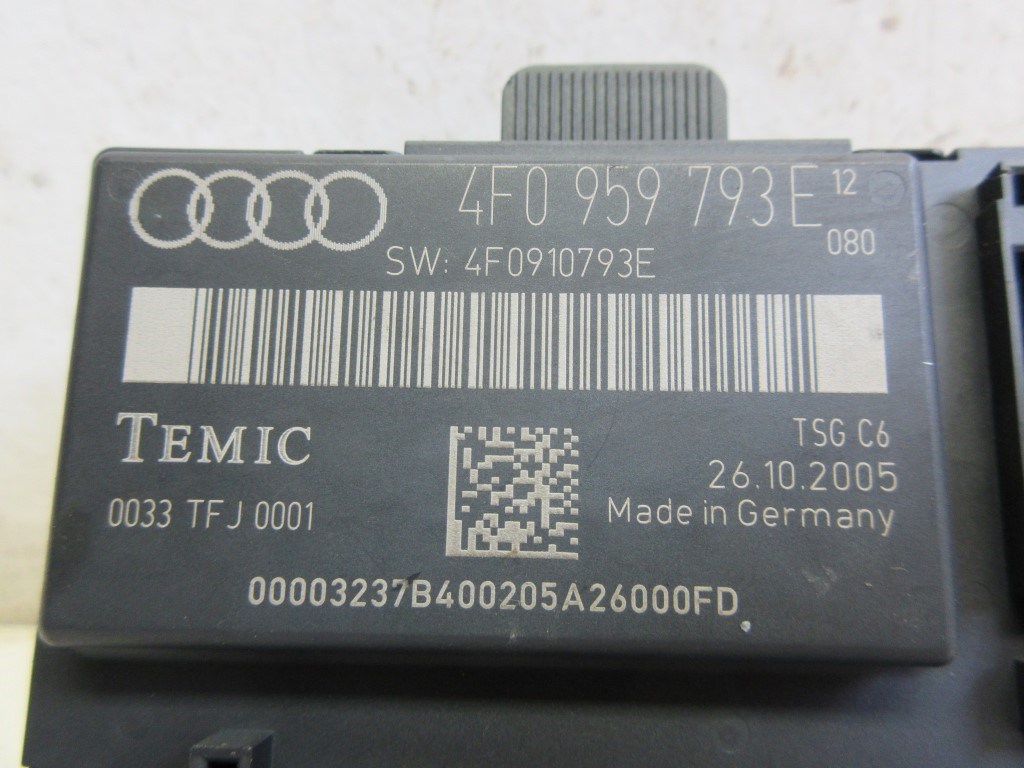 4F0 959 793 E 12
080
SW: 4F0910793E
TEMIC
TSG C6
26.10.2005
0033 TFJ 0001
Made in Germany
00003237B400205A26000FD